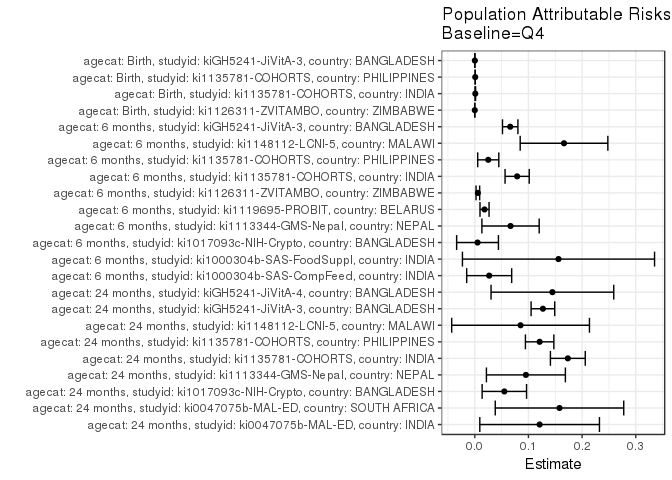 Population Attributable Risks
Baseline=Q4
agecat: Birth, studyid: kiGH5241-JiVitA-3, country: BANGLADESH
agecat: Birth, studyid: ki1135781-COHORTS, country: PHILIPPINES
agecat: Birth, studyid: ki1135781-COHORTS, country: INDIA
agecat: Birth, studyid: ki1126311-ZVITAMBO, country: ZIMBABWE
agecat: 6 months, studyid: kiGH5241-JiVitA-3, country: BANGLADESH
agecat: 6 months, studyid: ki1148112-LCNI-5, country: MALAWI
agecat: 6 months, studyid: ki1135781-COHORTS, country: PHILIPPINES
agecat: 6 months, studyid: ki1135781-COHORTS, country: INDIA
agecat: 6 months, studyid: ki1126311-ZVITAMBO, country: ZIMBABWE
agecat: 6 months, studyid: ki1119695-PROBIT, country: BELARUS
agecat: 6 months, studyid: ki1113344-GMS-Nepal, country: NEPAL
agecat: 6 months, studyid: ki1017093c-NIH-Crypto, country: BANGLADESH
agecat: 6 months, studyid: ki1000304b-SAS-FoodSuppl, country: INDIA
agecat: 6 months, studyid: ki1000304b-SAS-CompFeed, country: INDIA
agecat: 24 months, studyid: kiGH5241-JiVitA-4, country: BANGLADESH
agecat: 24 months, studyid: kiGH5241-JiVitA-3, country: BANGLADESH
agecat: 24 months, studyid: ki1148112-LCNI-5, country: MALAWI
agecat: 24 months, studyid: ki1135781-COHORTS, country: PHILIPPINES
agecat: 24 months, studyid: ki1135781-COHORTS, country: INDIA
agecat: 24 months, studyid: ki1113344-GMS-Nepal, country: NEPAL
agecat: 24 months, studyid: ki1017093c-NIH-Crypto, country: BANGLADESH
agecat: 24 months, studyid: ki0047075b-MAL-ED, country: SOUTH AFRICA
agecat: 24 months, studyid: ki0047075b-MAL-ED, country: INDIA
0.0 0.1 0.2 0.3
Estimate